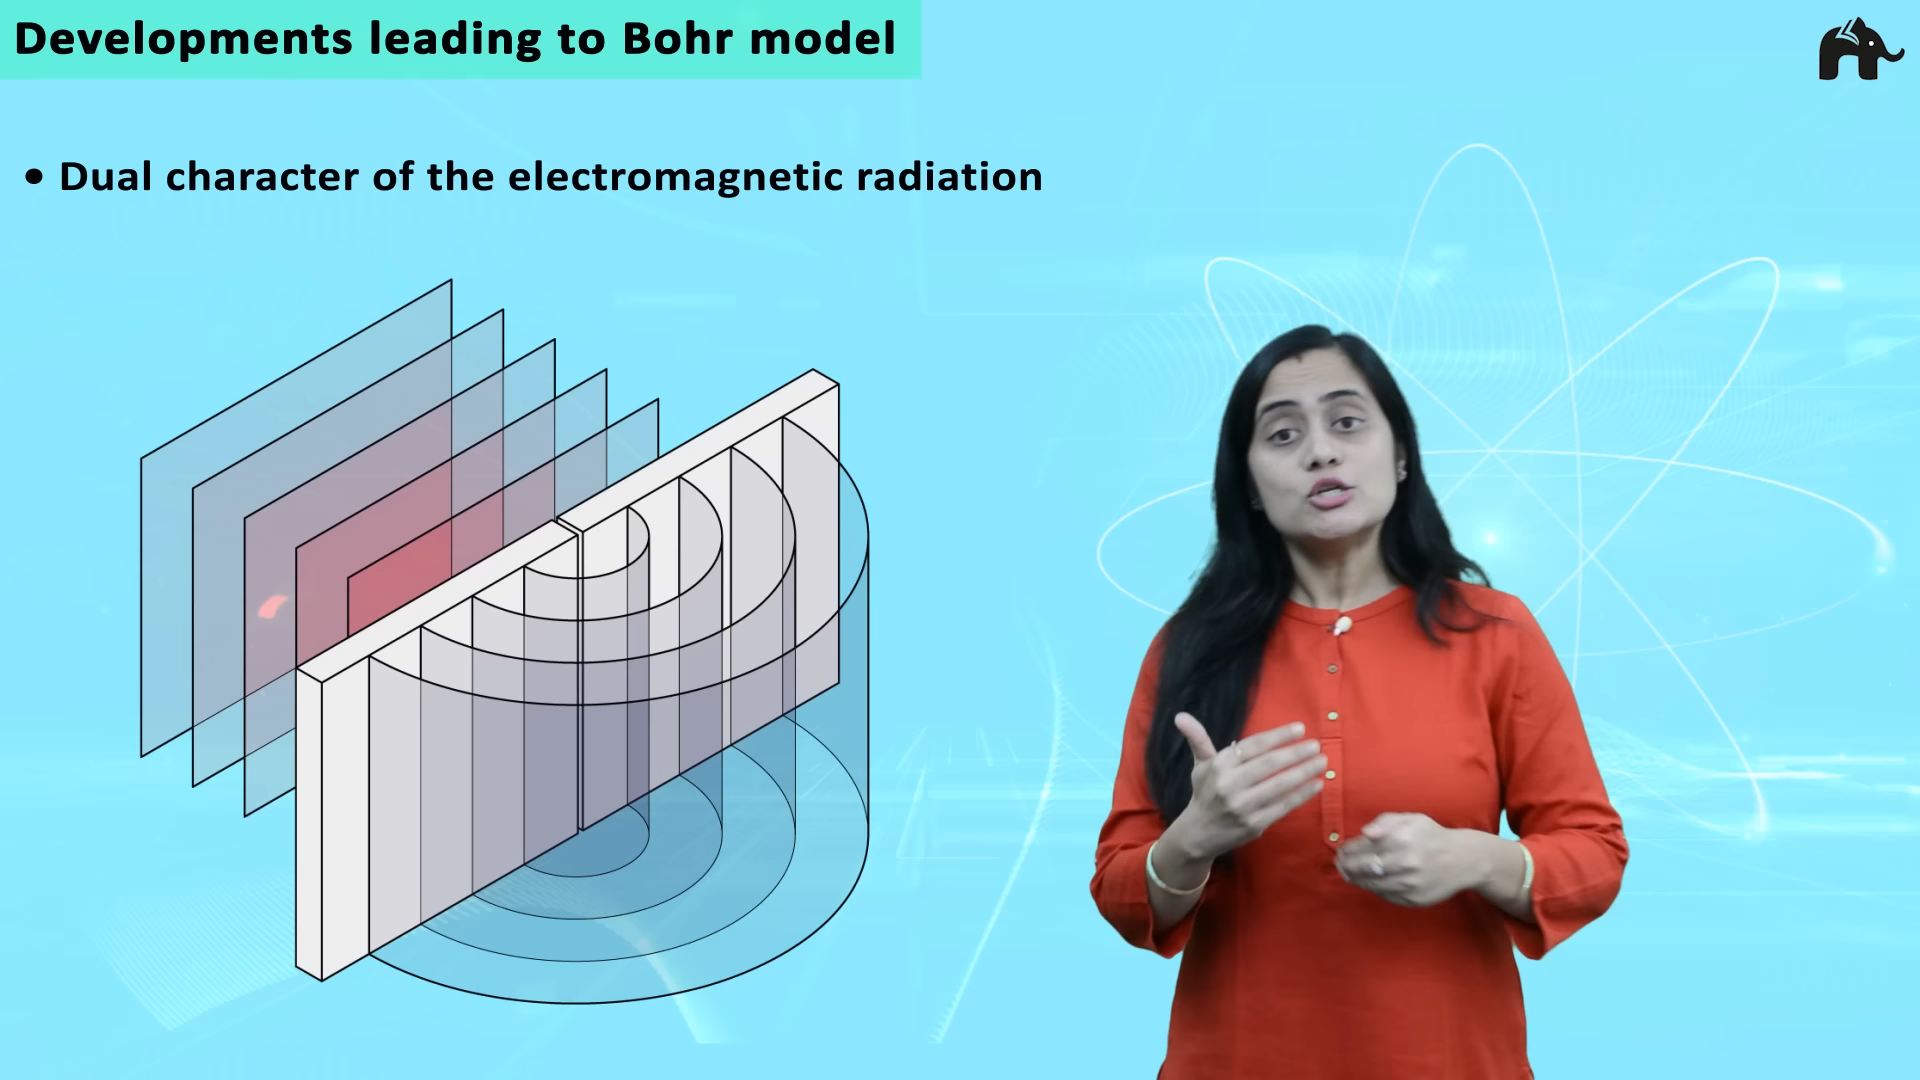 Developments leading to Bohr model
• Dual character of the electromagnetic radiation